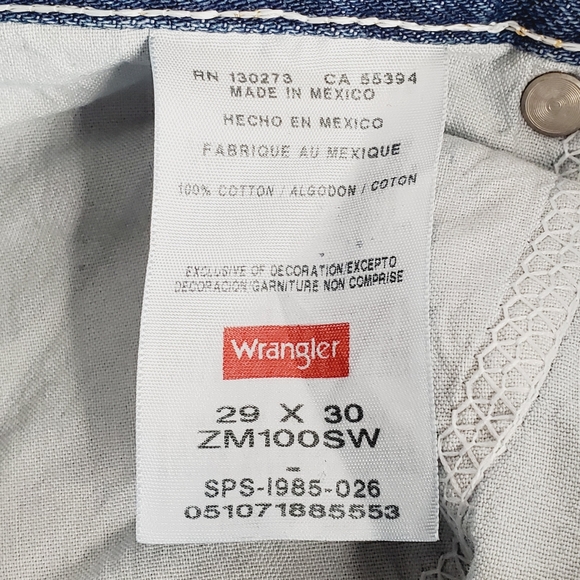 RN 130273 CA 55394
MADE IN MEXICO
HECHO EN MEXICO
FABRIQUE AU MEXIQUE
100% COTTON / ALGODON / COTON
EXCLUSIVE OF DECORATION/EXCEPTO
DECORACION/GARNITURE NON COMPRISE
Wrangler
29 X 30
ZM100SW
-
SPS-I985-026
051071885553